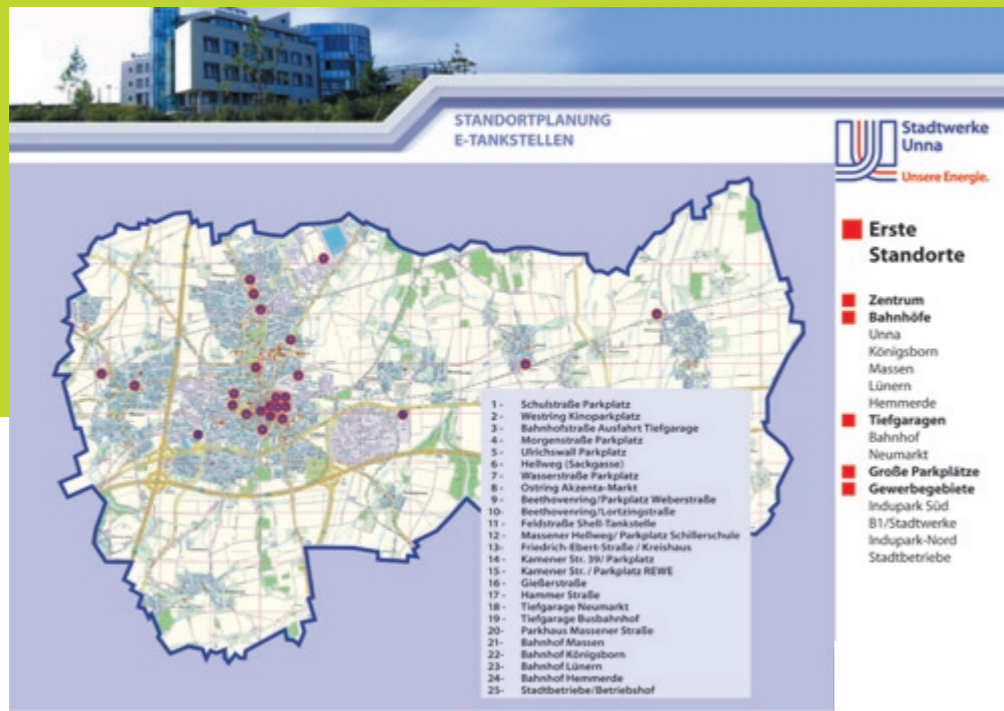 STANDORTPLANUNG
E-TANKSTELLEN
Stadtwerke
Unna
Unsere Energie.
Erste
Standorte
Zentrum
Bahnhöfe
Unna
Königsborn
Massen
Lünern
Hemmerde
Tiefgaragen
Bahnhof
Neumarkt
Große Parkplätze
Gewerbegebiete
Indupark Süd
B1/Stadtwerke
Indupark-Nord
Stadtbetriebe
1 - Schulstraße Parkplatz
2 - Westring Kinoparkplatz
3 - Bahnhofstraße Ausfahrt Tiefgarage
4 - Morgenstraße Parkplatz
5 - Ulrichswall Parkplatz
6 - Hellweg (Sackgasse)
7 - Wasserstraße Parkplatz
8 - Ostring Akzenta-Markt
9 - Beethovenring/Parkplatz Weberstraße
10- Beethovenring/Lortzingstraße
11 - Feldstraße Shell-Tankstelle
12 - Massener Hellweg/ Parkplatz Schillerschule
13- Friedrich-Ebert-Straße / Kreishaus
14 - Kamener Str. 39/ Parkplatz
15 - Kamener Str. / Parkplatz REWE
16 - Gießerstraße
17 - Hammer Straße
18 - Tiefgarage Neumarkt
19 - Tiefgarage Busbahnhof
20- Parkhaus Massener Straße
21- Bahnhof Massen
22- Bahnhof Königsborn
23- Bahnhof Lünern
24- Bahnhof Hemmerde
25- Stadtbetriebe/Betriebshof